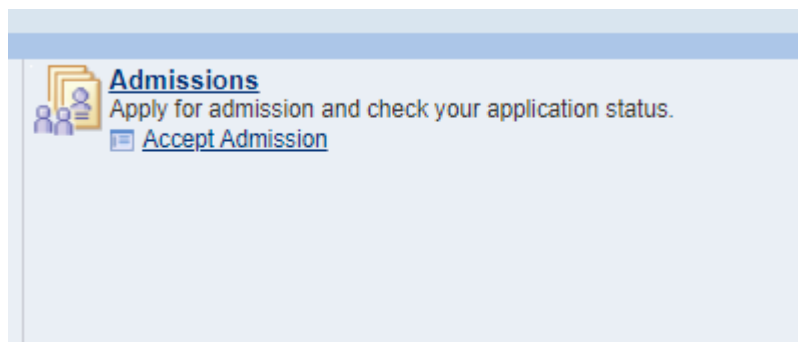 Admissions
Apply for admission and check your application status.
Accept Admission